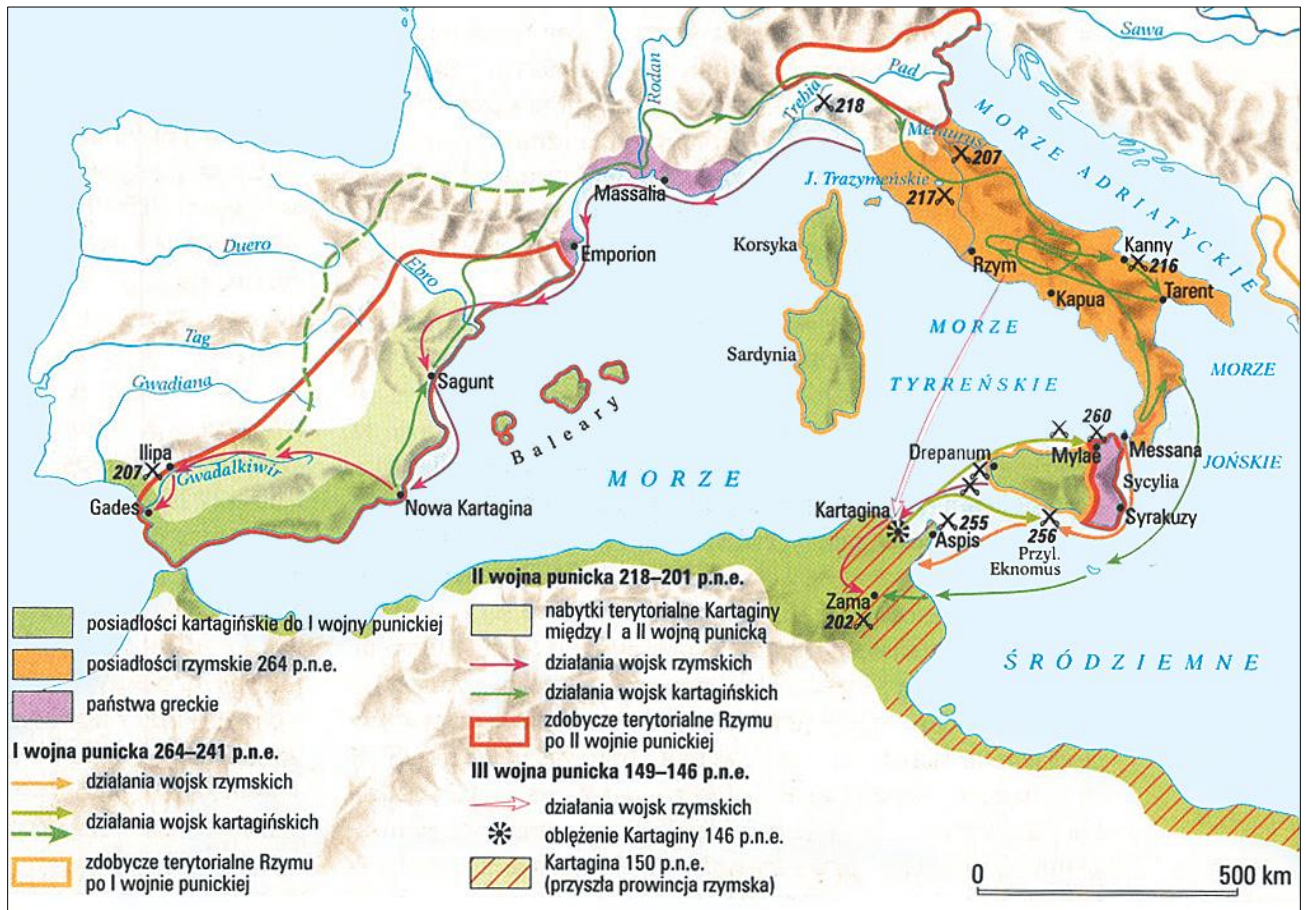 Sawa
Rodan
Pad
Trebia
218
MORZE ADRIATYCKIE
Metaurus
207
Massalia
J. Trazymeńskie
217
Duero
Emporion
Korsyka
Kanny
216
Ebro
Rzym
Kapua
Tarent
Tag
MORZE
TYRREŃSKIE
Sardynia
Gwadiana
Sagunt
MORZE
JOŃSKIE
Baleary
260
Ilipa
207
Gwadalkiwir
Drepanum
Mylae
Messana
Sycylia
Gades
Nowa Kartagina
MORZE
Kartagina
255
Aspis
256
Syrakuzy
Przyl.
Eknomus
Zama
202
ŚRÓDZIEMNE
posiadłości kartagińskie do I wojny punickiej
posiadłości rzymskie 264 p.n.e.
państwa greckie
I wojna punicka 264–241 p.n.e.
działania wojsk rzymskich
działania wojsk kartagińskich
zdobycze terytorialne Rzymu
po I wojnie punickiej
II wojna punicka 218–201 p.n.e.
nabytki terytorialne Kartaginy
między I a II wojną punicką
działania wojsk rzymskich
działania wojsk kartagińskich
zdobycze terytorialne Rzymu
po II wojnie punickiej
III wojna punicka 149–146 p.n.e.
działania wojsk rzymskich
oblężenie Kartaginy 146 p.n.e.
Kartagina 150 p.n.e.
(przyszła prowincja rzymska)
0 500 km